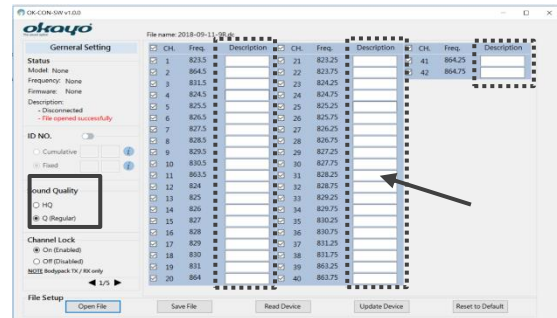 OK-CON-SW v1.0.0
okayo
File name: 2018-09-11-98.dc
Gerneral Setting
Status
Model: None
Frequency: None
Firmware: None
Description:
- Disconnected
- File opened successfully
ID NO.
Cumulative
Fixed
Sound Quality
HQ
Q (Regular)
Channel Lock
On (Enabled)
Off (Disabled)
NOTE Bodypack TX / RX only
1/5
CH. Freq. Description CH. Freq. Description CH. Freq. Description
1 823.5 21 823.25 41 864.25
2 864.5 22 823.75 42 864.75
3 831.5 23 824.25
4 824.5 24 824.75
5 825.5 25 825.25
6 826.5 26 825.75
7 827.5 27 826.25
8 828.5 28 826.75
9 829.5 29 827.25
10 830.5 30 827.75
11 863.5 31 828.25
12 824 32 828.75
13 825 33 829.25
14 826 34 829.75
15 827 35 830.25
16 828 36 830.75
17 829 37 831.25
18 830 38 831.75
19 831 39 863.25
20 864 40 863.75
File Setup
Open File Save File Read Device Update Device Reset to Default